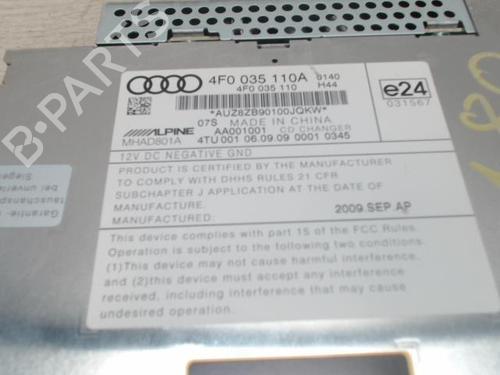 4F0 035 110A 0140
4F0 035 110 H44
*AUZ8ZB90100JQKW*
07S MADE IN CHINA
ALPINE AA001001 CD CHANGER
MHAD801A 4TU 001 06.09.09 0001 0345
12V DC NEGATIVE GND
e24
031567
PRODUCT IS CERTIFIED BY MANUFACTURER
TO COMPLY WITH DHHS RULES 21 CFR
SUBCHAPTER J APPLICATION AT DATE OF
MANUFACTURE.
MANUFACTURED: 2009.SEP AP
This device complies with part 15 of the FCC Rules.
Operation is subject to the following two conditions.
(1)This device may not cause harmful interference,
and (2)this device must accept any interference
received, including interference that may cause
undesired operation.
Garantie-
bei
B-Parts